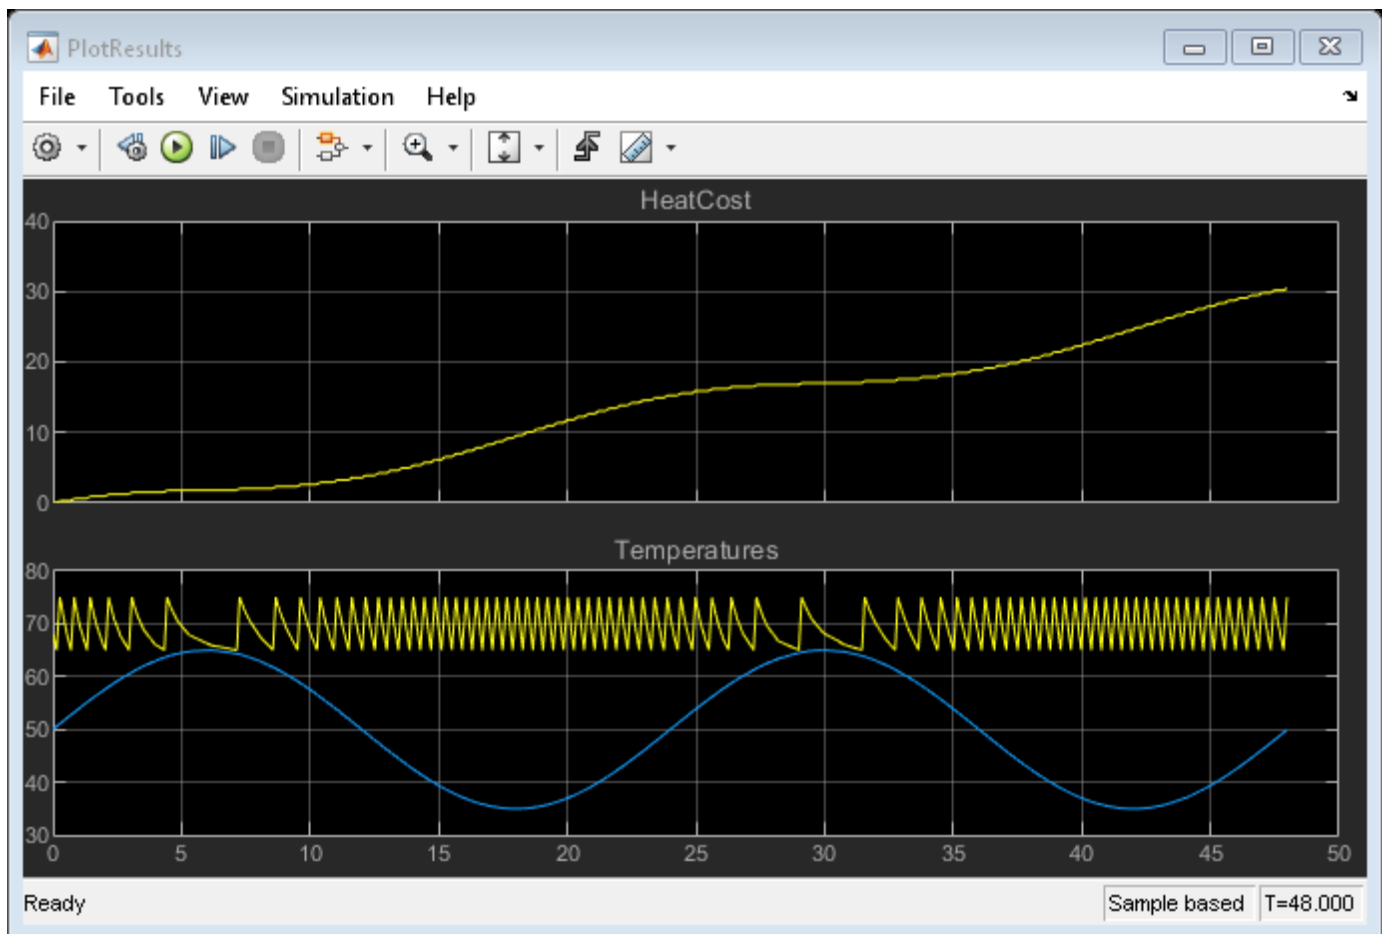 PlotResults
File Tools View Simulation Help
HeatCost
40
30
20
10
0
Temperatures
80
70
60
50
40
30
0 5 10 15 20 25 30 35 40 45 50
Ready Sample based T=48.000